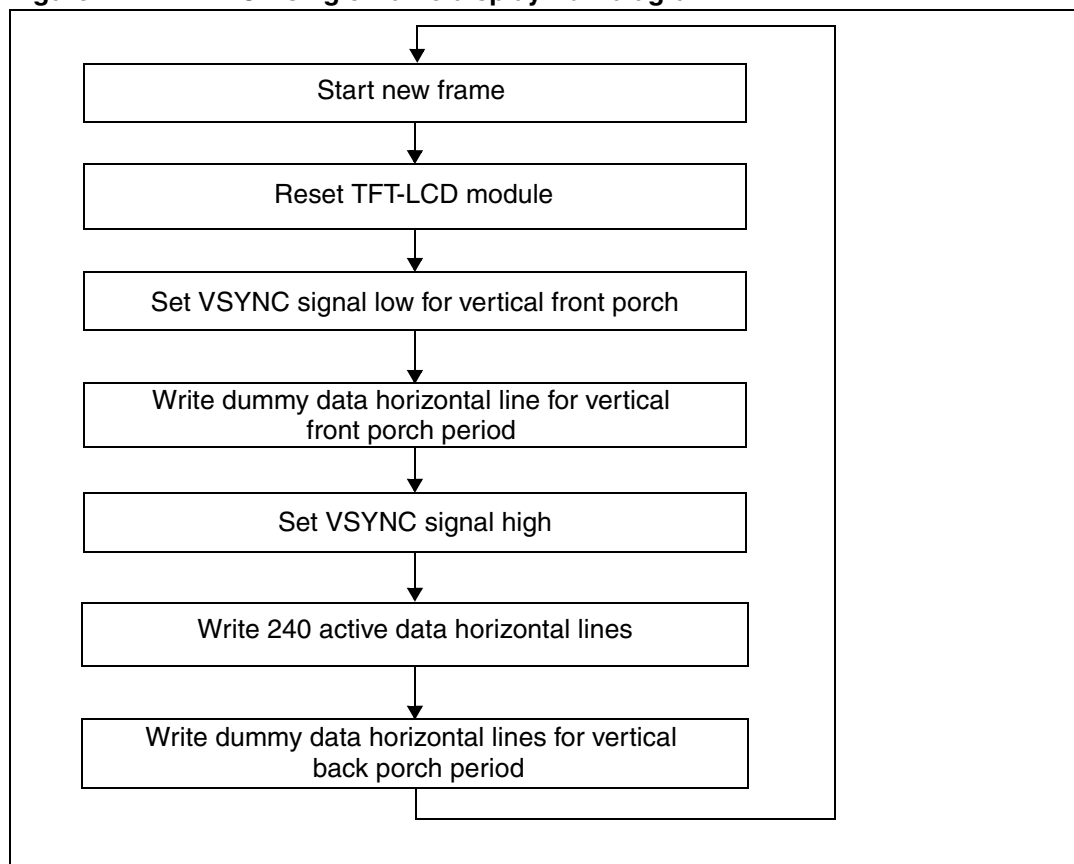 Start new frame
Reset TFT-LCD module
Set VSYNC signal low for vertical front porch
Write dummy data horizontal line for vertical
front porch period
Set VSYNC signal high
Write 240 active data horizontal lines
Write dummy data horizontal lines for vertical
back porch period